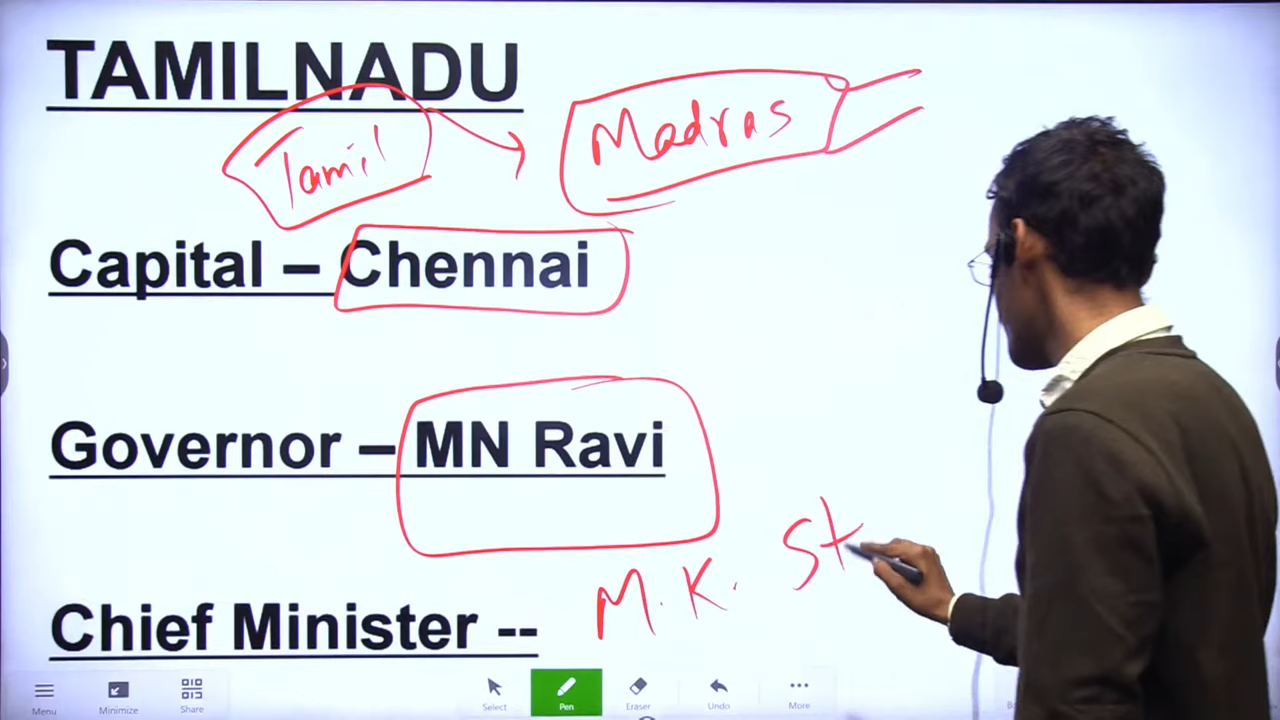 TAMILNADU
Tamil Madras
Capital – Chennai
Governor – MN Ravi
M.K. St
Chief Minister --
Menu Minimize Share Select Pen Eraser Undo More